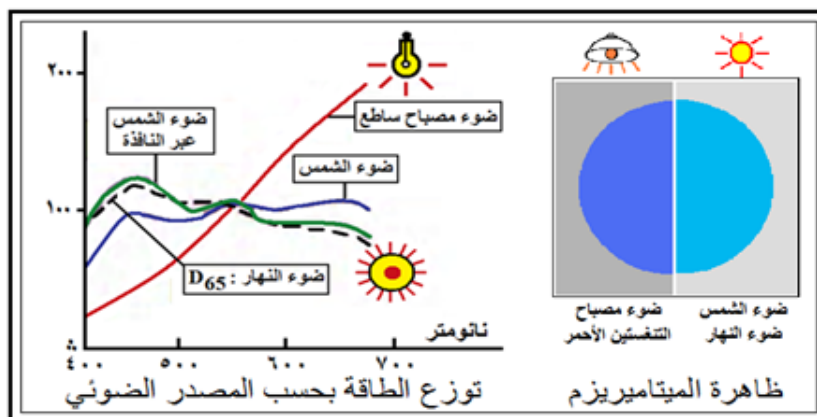 ٢٠٠
ضوء الشمس
عبر النافذة
ضوء مصباح ساطع
ضوء الشمس
١٠٠
ضوء النهار : D65
نانومتر
٤٠٠
٥٠٠
٦٠٠
٧٠٠
توزع الطاقة بحسب المصدر الضوئي
ضوء مصباح
التنغستين الأحمر
ضوء الشمس
ضوء النهار
ظاهرة الميتاميريزم